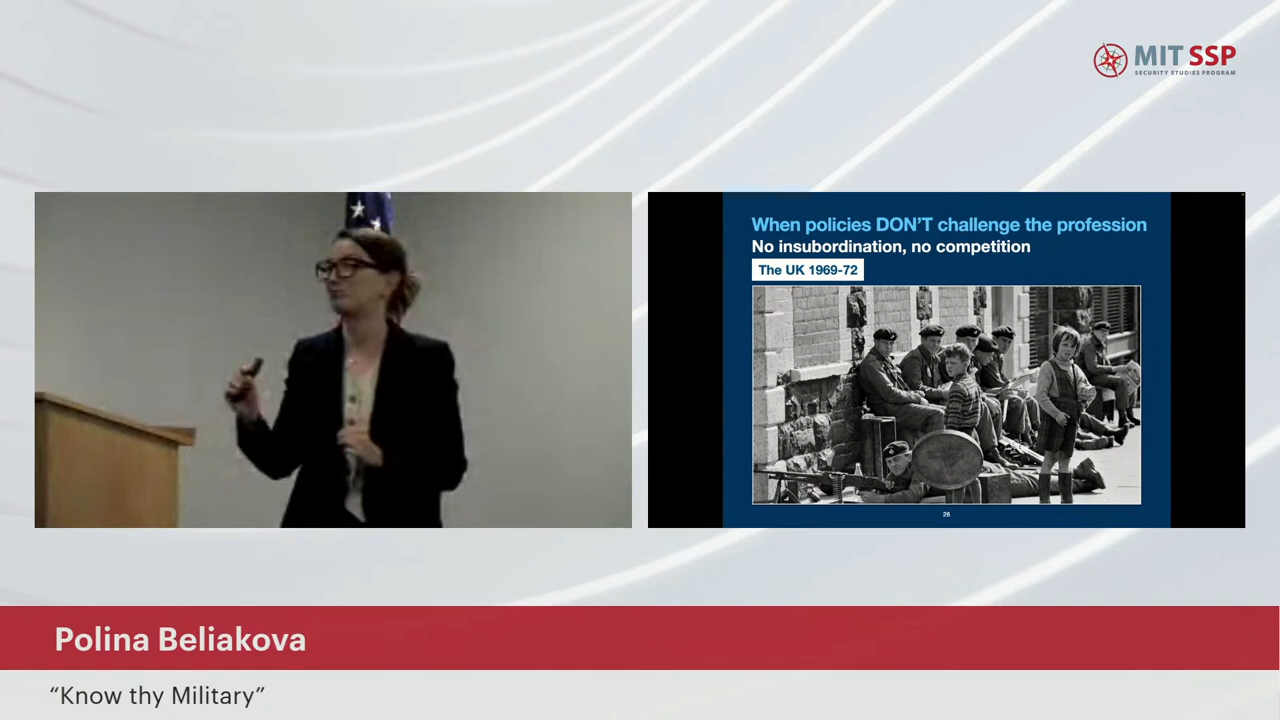 MIT SSP
SECURITY STUDIES PROGRAM
When policies DON'T challenge the profession
No insubordination, no competition
The UK 1969-72
26
Polina Beliakova
“Know thy Military”